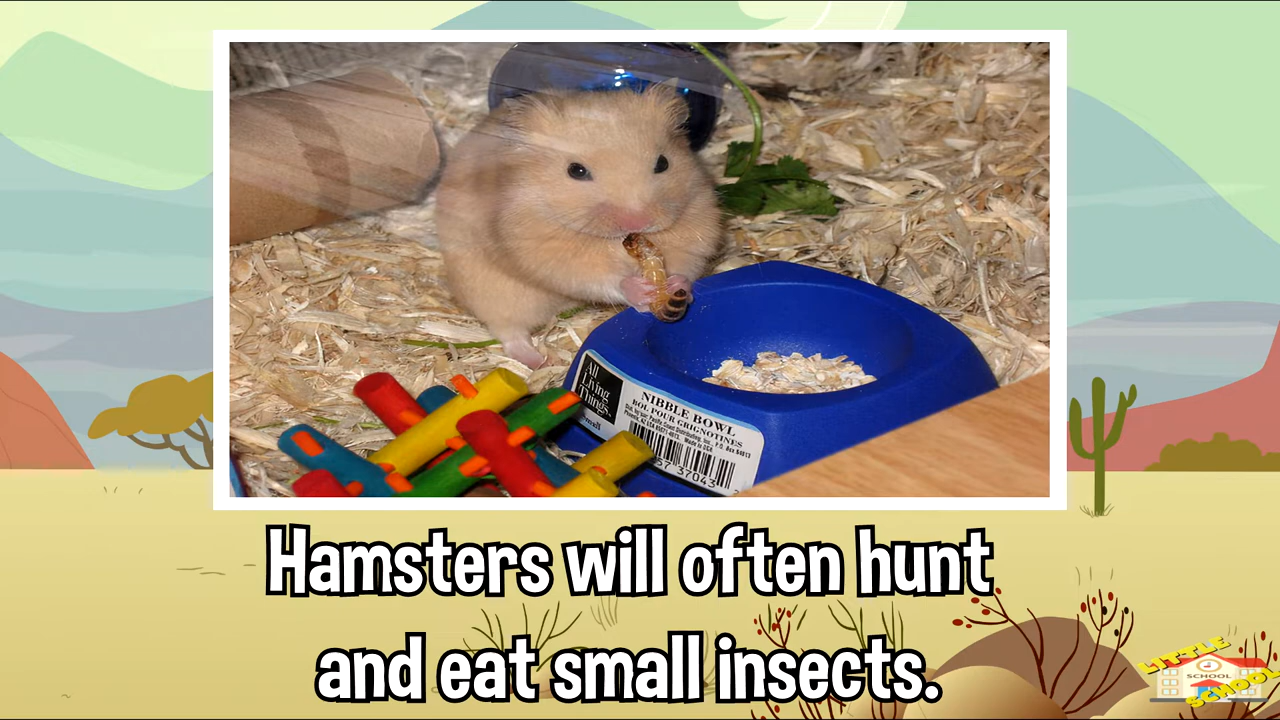 All
Living
Things
NIBBLE BOWL
BOL POUR GRIGNOTINES
37043
Hamsters will often hunt
and eat small insects.
LITTLE
SCHOOL
SCHOOL